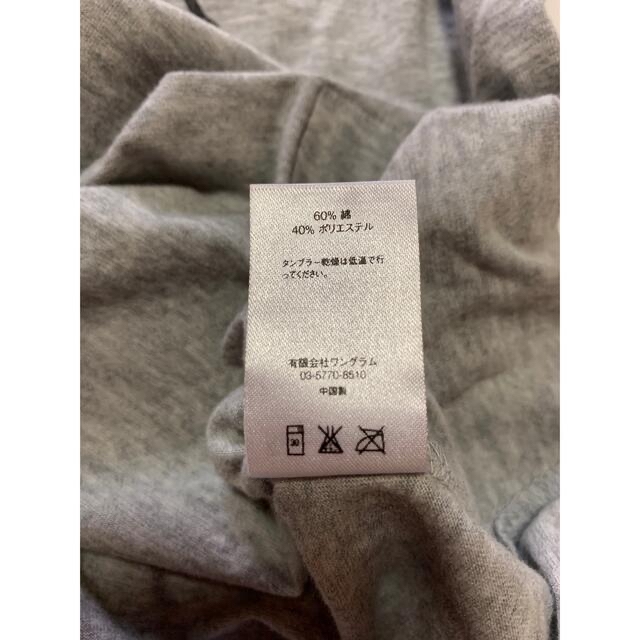 60% 綿
40% ポリエステル
タンブラー乾燥は低温で行
ってください。
有限会社ワングラム
03-5770-8510
中国製
30